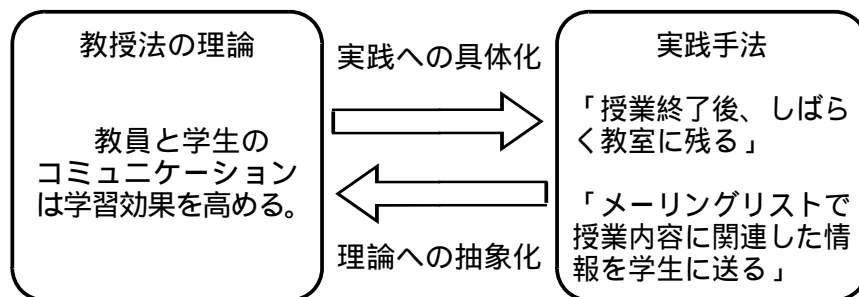 教授法の理論
教員と学生の
コミュニケーション
は学習効果を高める。
実践への具体化
理論への抽象化
実践手法
「授業終了後、しばら
く教室に残る」
「メーリングリストで
授業内容に関連した情
報を学生に送る」